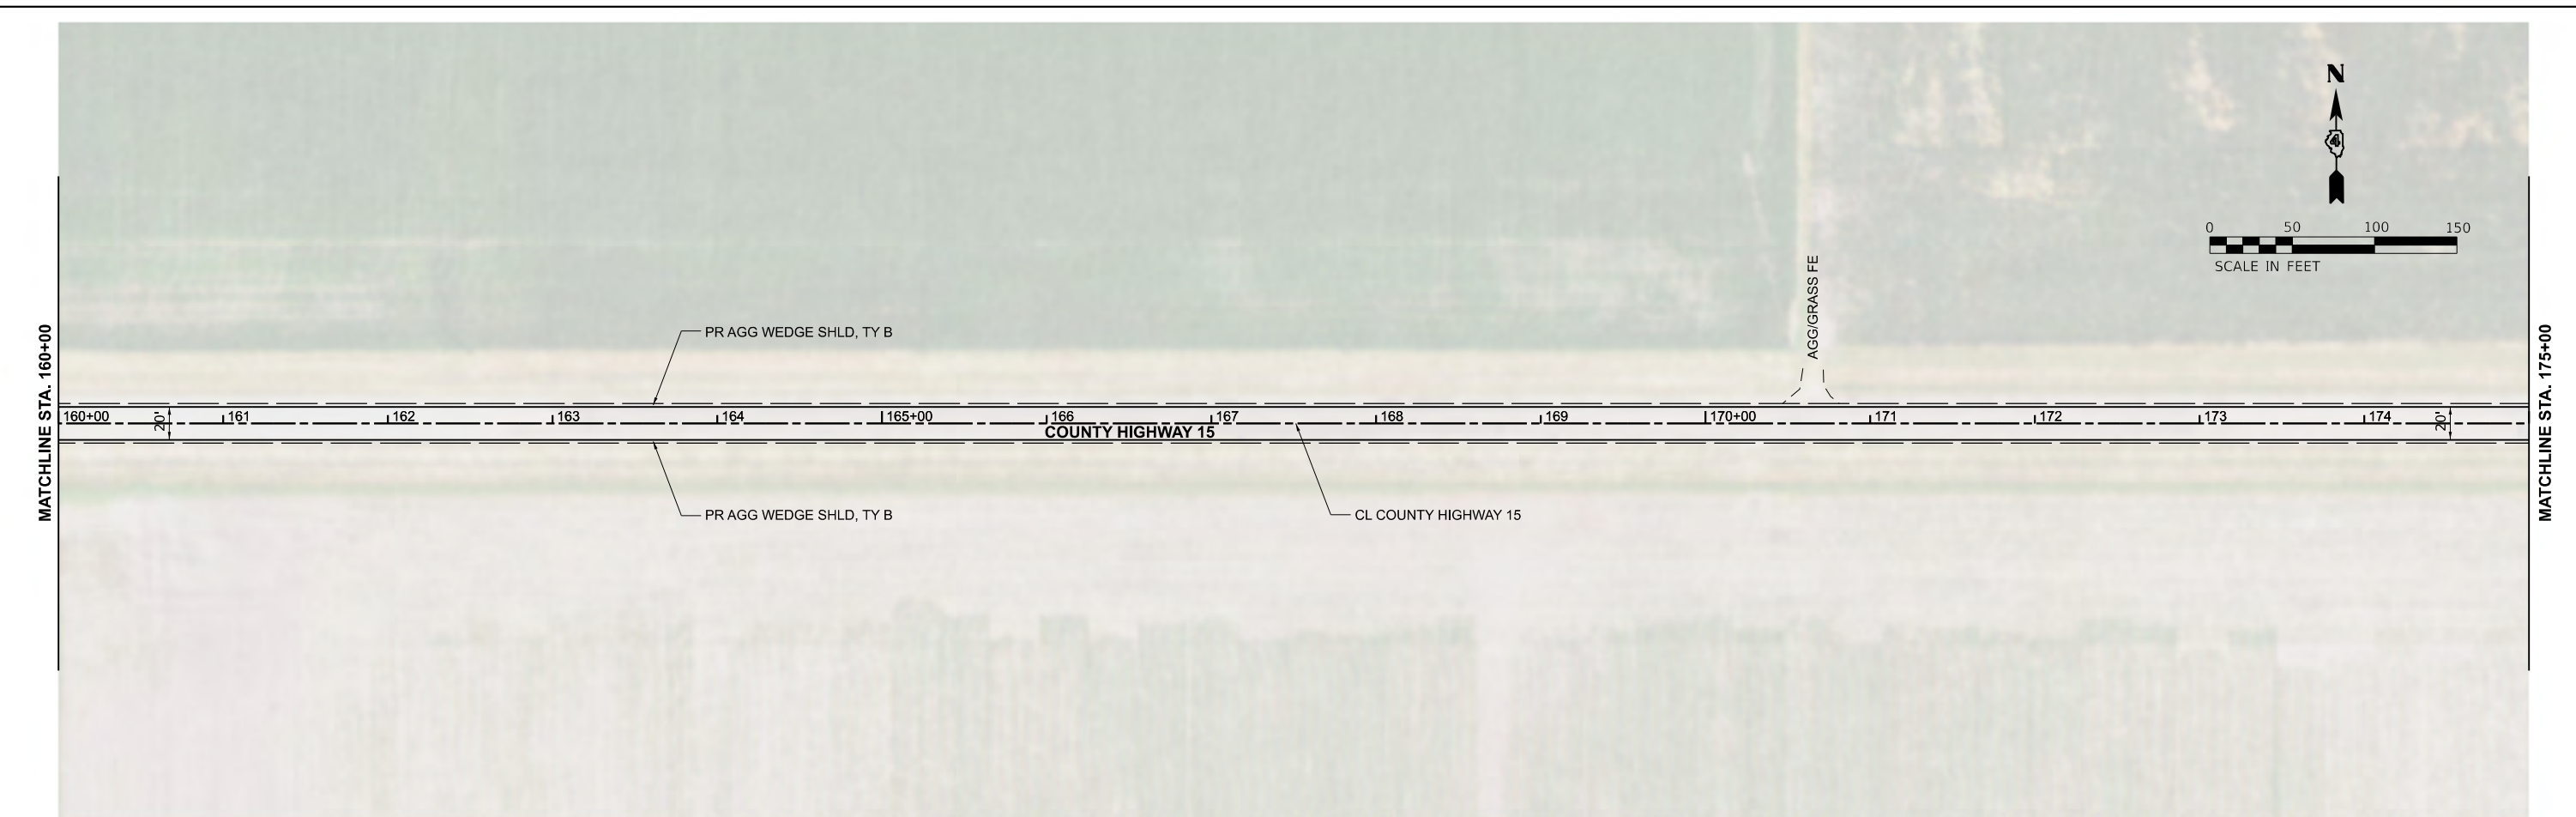 N
4
0 50 100 150
SCALE IN FEET
AGG/GRASS FE
PR AGG WEDGE SHLD, TY B
MATCHLINE STA. 160+00
MATCHLINE STA. 175+00
160+00 161 162 163 164 165+00 166 167 168 169 170+00 171 172 173 174
20'
20'
COUNTY HIGHWAY 15
PR AGG WEDGE SHLD, TY B
CL COUNTY HIGHWAY 15